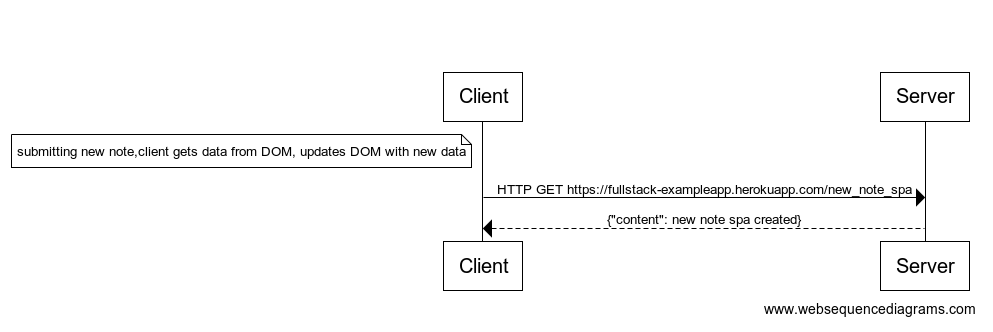 Client
Server
submitting new note,client gets data from DOM, updates DOM with new data
HTTP GET https://fullstack-exampleapp.herokuapp.com/new_note_spa
{"content": new note spa created}
Client
Server
www.websequencediagrams.com